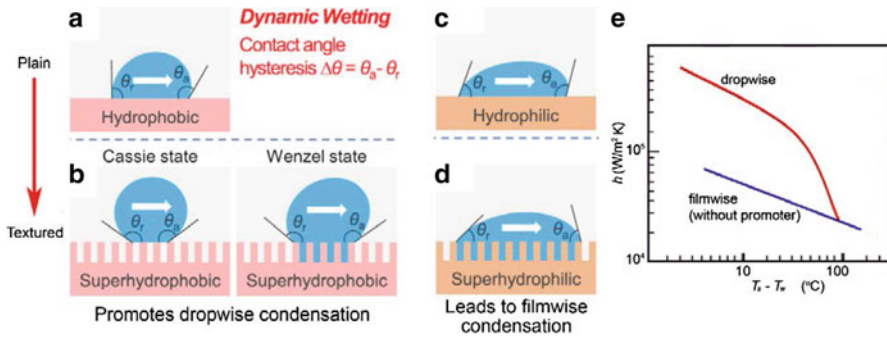 a
Dynamic Wetting
Contact angle
hysteresis Δθ = θa- θr
Plain
θr
θa
Hydrophobic
c
θr
θa
Hydrophilic
Textured
b
Cassie state
Wenzel state
θr
θa
Superhydrophobic
θr
θa
Superhydrophobic
Promotes dropwise condensation
d
θr
θa
Superhydrophilic
Leads to filmwise
condensation
e
dropwise
filmwise
(without promoter)
h (W/m² K)
10⁵
10⁴
10
100
Ts - Tw (°C)